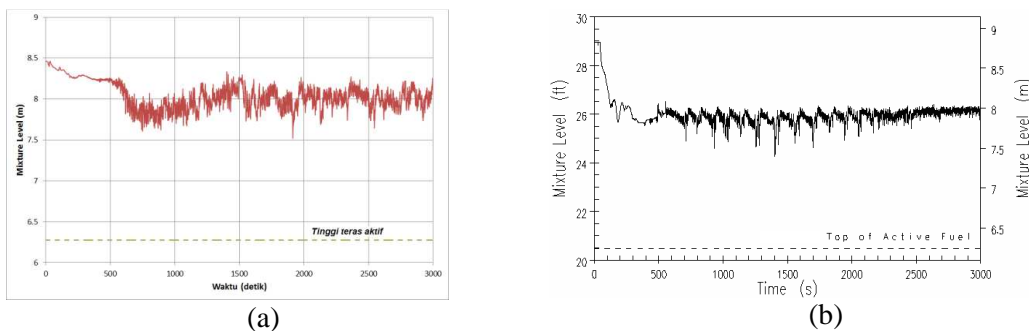 9
8.5
8
7.5
7
6.5
6
Mixture Level (m)
Tinggi teras aktif
0 500 1000 1500 2000 2500 3000
Waktu (detik)
(a)
30
28
26
24
22
20
Mixture Level (ft)
9
8.5
8
7.5
7
6.5
Mixture Level (m)
Top of Active Fuel
0 500 1000 1500 2000 2500 3000
Time (s)
(b)